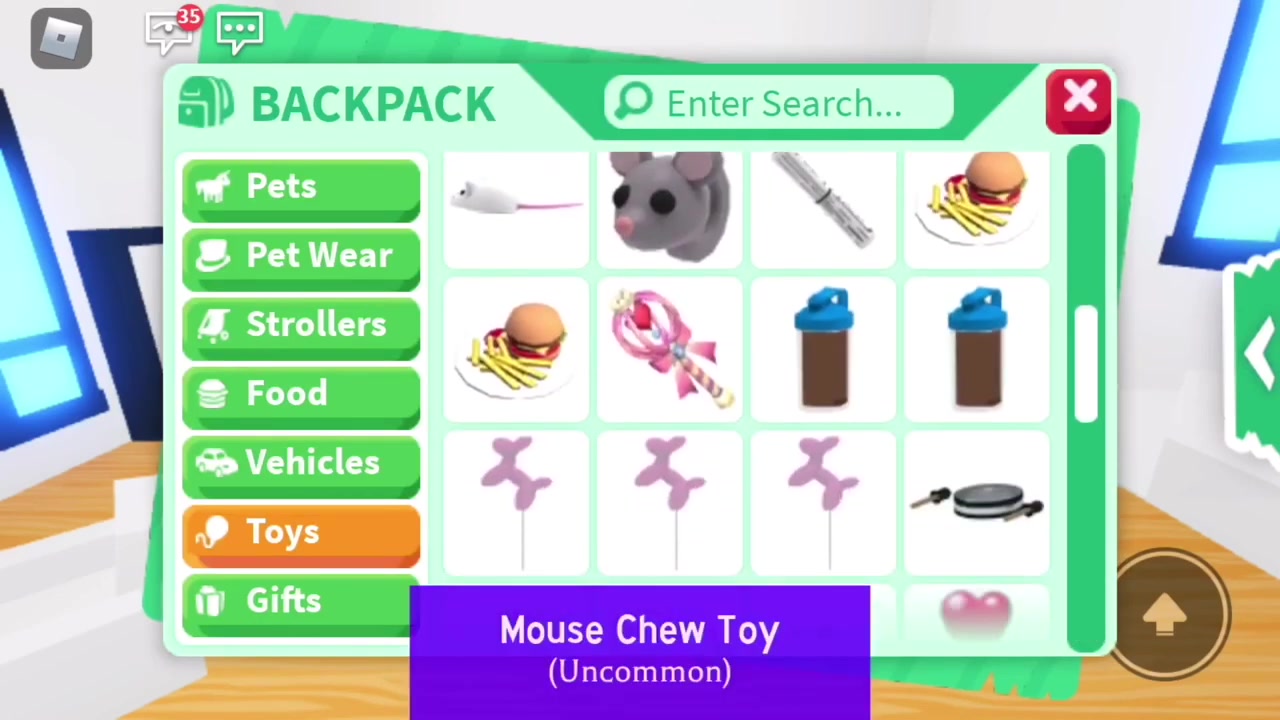 35
BACKPACK
Enter Search...
Pets
Pet Wear
Strollers
Food
Vehicles
Toys
Gifts
Mouse Chew Toy
(Uncommon)